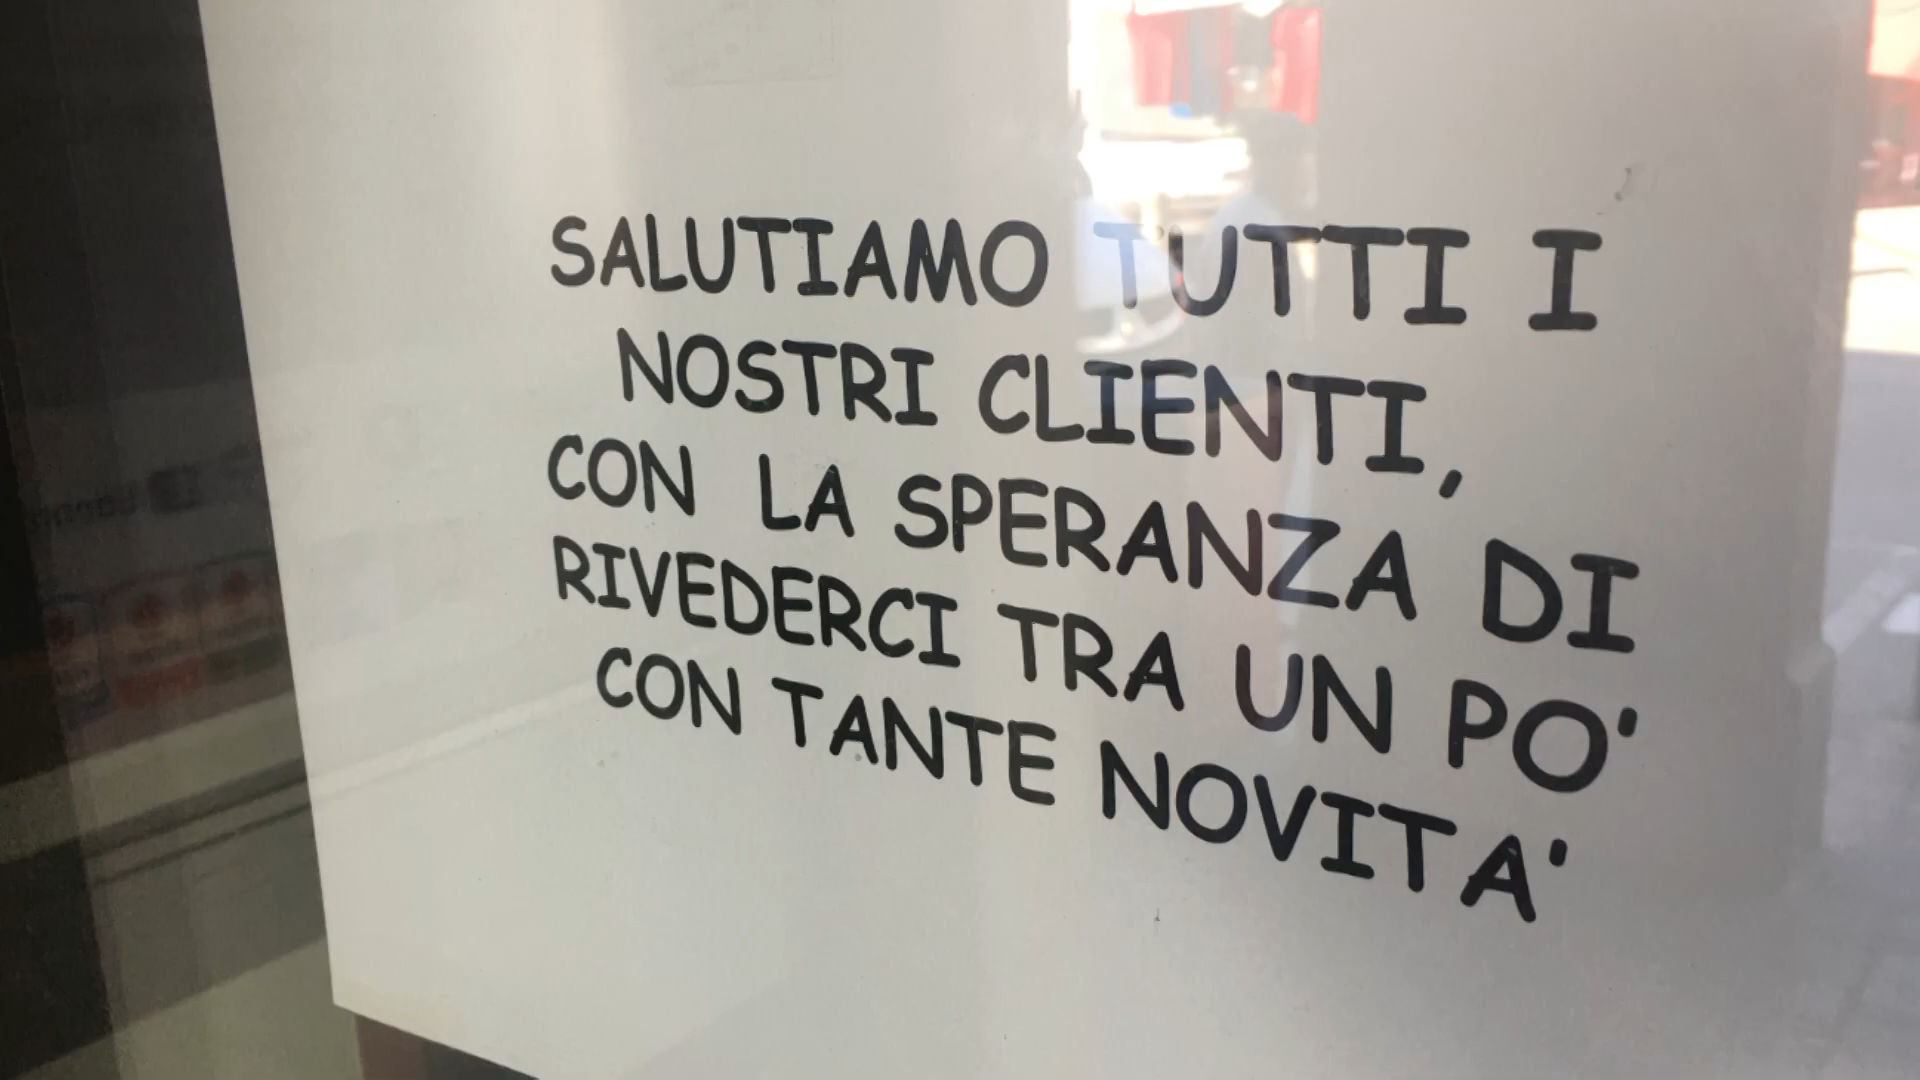 SALUTIAMO TUTTI I
NOSTRI CLIENTI,
CON LA SPERANZA DI
RIVEDERCI TRA UN PO'
CON TANTE NOVITA'